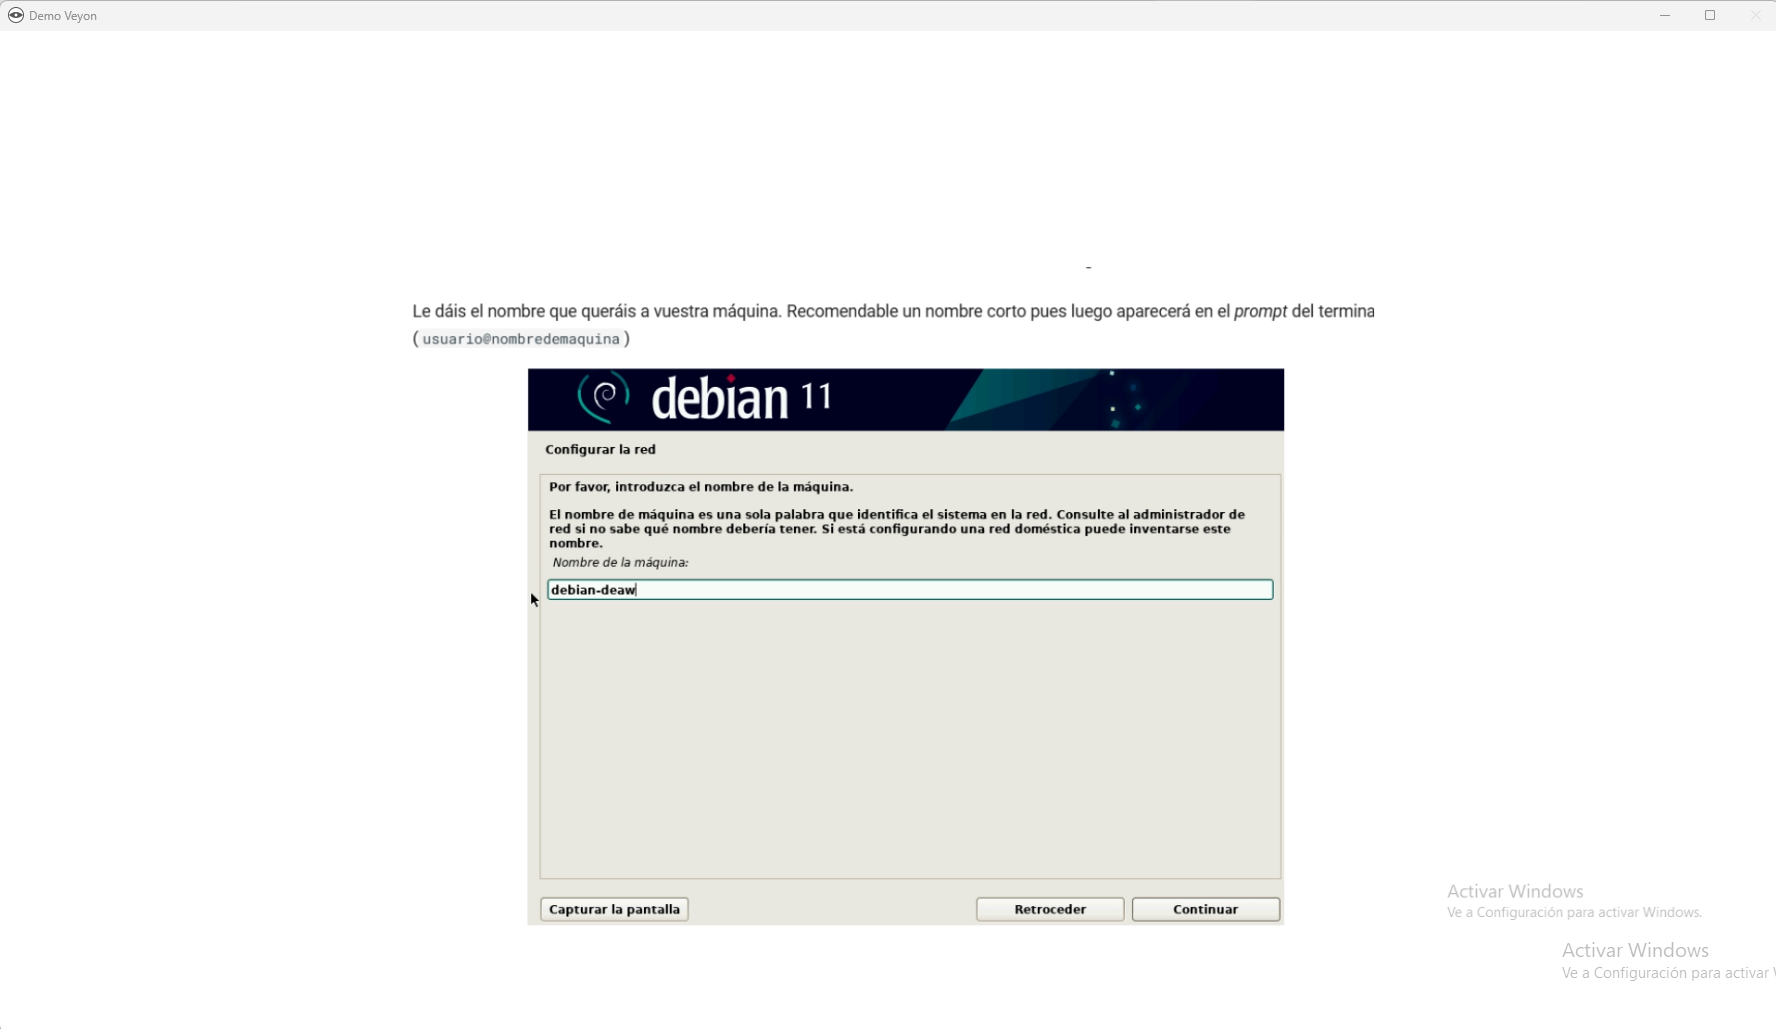 Demo Veyon
Le dáis el nombre que queráis a vuestra máquina. Recomendable un nombre corto pues luego aparecerá en el prompt del termina
(usuario@nombredemaquina)
debian 11
Configurar la red
Por favor, introduzca el nombre de la máquina.
El nombre de máquina es una sola palabra que identifica el sistema en la red. Consulte al administrador de
red si no sabe qué nombre debería tener. Si está configurando una red doméstica puede inventarse este
nombre.
Nombre de la máquina:
debian-deaw
Capturar la pantalla
Retroceder
Continuar
Activar Windows
Ve a Configuración para activar Windows.
Activar Windows
Ve a Configuración para activar